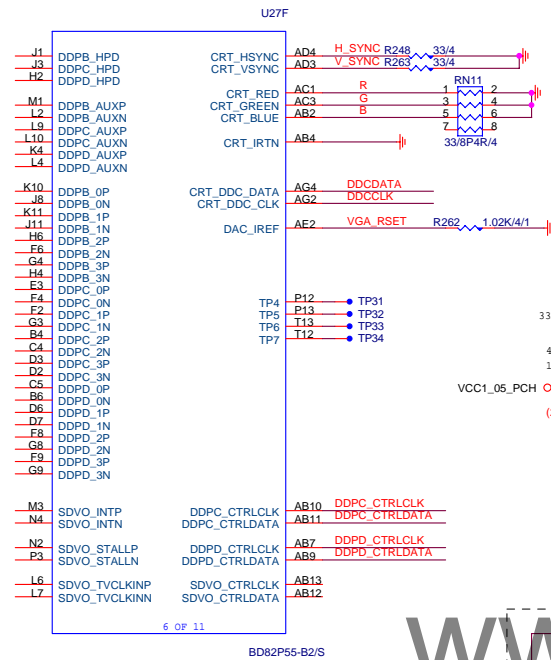 U27F
J1 DDPB_HPD CRT_HSYNC AD4 H_SYNC R248 33/4
J3 DDPC_HPD CRT_VSYNC AD3 V_SYNC R263 33/4
H2 DDPD_HPD
CRT_RED AC1 R 1 RN11 2
M1 DDPB_AUXP CRT_GREEN AC3 G 3 4
L2 DDPB_AUXN CRT_BLUE AB2 B 5 6
L9 DDPC_AUXP 7 8
L10 DDPC_AUXN CRT_IRTN AB4 33/8P4R/4
K4 DDPD_AUXP
L4 DDPD_AUXN
K10 DDPB_0P CRT_DDC_DATA AG4 DDCDATA
J8 DDPB_0N CRT_DDC_CLK AG2 DDCCLK
K11 DDPB_1P
J11 DDPB_1N DAC_IREF AE2 VGA_RSET R262 1.02K/4/1
H6 DDPB_2P
F6 DDPB_2N
G4 DDPB_3P
H4 DDPB_3N
E3 DDPC_0P
F4 DDPC_0N TP4 P12 TP31
F2 DDPC_1P TP5 P13 TP32
G3 DDPC_1N TP6 T13 TP33
B4 DDPC_2P TP7 T12 TP34
C4 DDPC_2N
D3 DDPC_3P
D2 DDPC_3N
C5 DDPD_0P
B6 DDPD_0N
D6 DDPD_1P
D7 DDPD_1N
F8 DDPD_2P
G8 DDPD_2N
F9 DDPD_3P
G9 DDPD_3N
33
4
1
VCC1_05_PCH
M3 SDVO_INTP DDPC_CTRLCLK AB10 DDPC_CTRLCLK
N4 SDVO_INTN DDPC_CTRLDATA AB11 DDPC_CTRLDATA
N2 SDVO_STALLP DDPD_CTRLCLK AB7 DDPD_CTRLCLK
P3 SDVO_STALLN DDPD_CTRLDATA AB9 DDPD_CTRLDATA
L6 SDVO_TVCLKINP SDVO_CTRLCLK AB13
L7 SDVO_TVCLKINN SDVO_CTRLDATA AB12
6 OF 11
BD82P55-B2/S